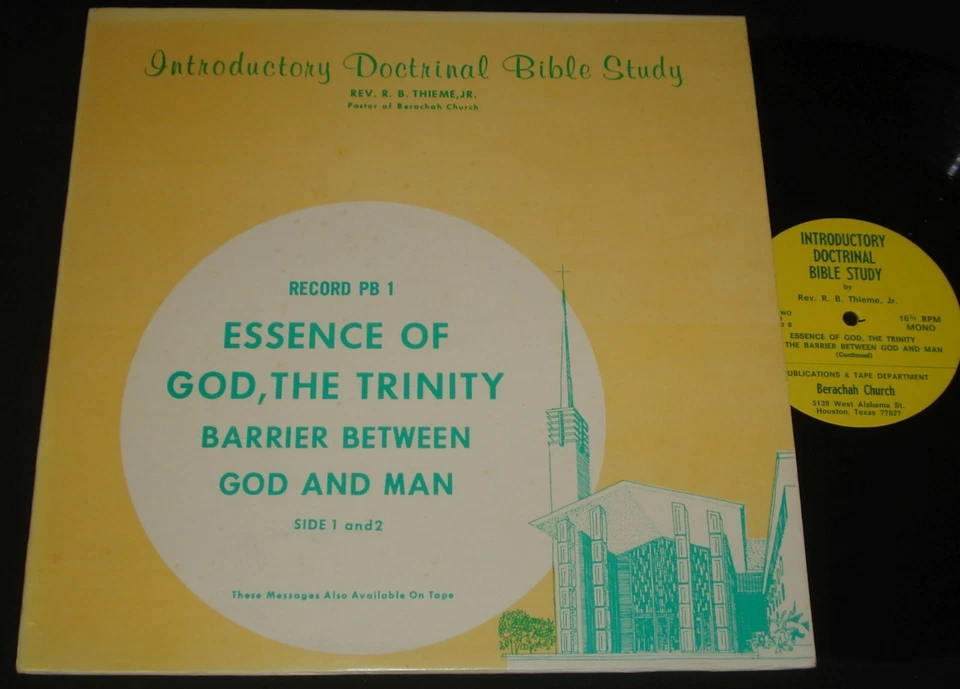 Introductory Doctrinal Bible Study
REV. R. B. THIEME, JR.
Pastor of Berachah Church
RECORD PB 1
ESSENCE OF
GOD, THE TRINITY
BARRIER BETWEEN
GOD AND MAN
SIDE 1 and 2
These Messages Also Available On Tape
INTRODUCTORY
DOCTRINAL
BIBLE STUDY
by
Rev. R. B. Thieme, Jr.
16⅔ RPM
MONO
ESSENCE OF GOD, THE TRINITY
THE BARRIER BETWEEN GOD AND MAN
(Continued)
PUBLICATIONS & TAPE DEPARTMENT
Berachah Church
5139 West Alabama St.
Houston, Texas 77027